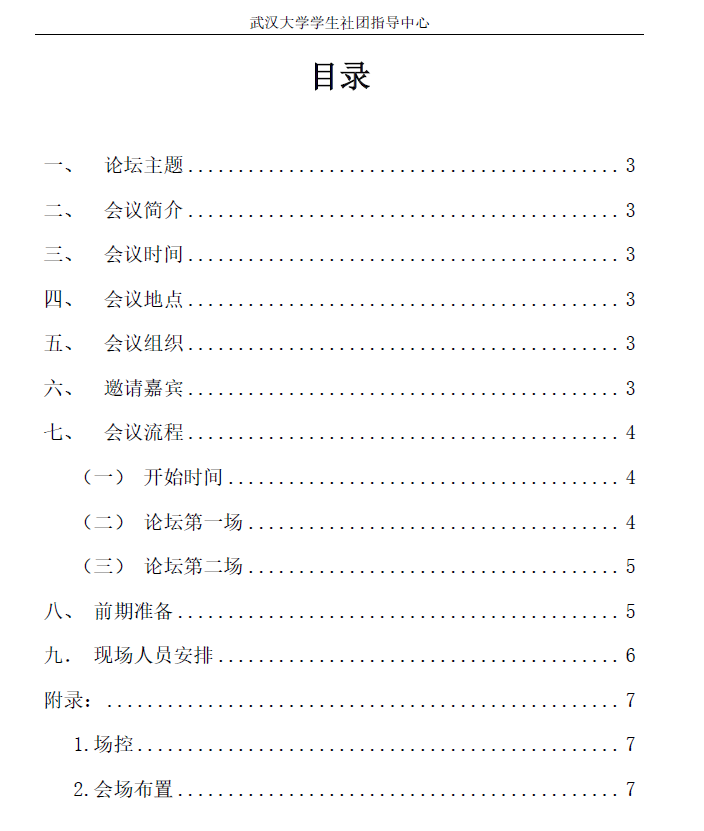 武汉大学学生社团指导中心
目录
一、 论坛主题...........................................3
二、 会议简介...........................................3
三、 会议时间...........................................3
四、 会议地点...........................................3
五、 会议组织...........................................3
六、 邀请嘉宾...........................................3
七、 会议流程...........................................4
（一） 开始时间.......................................4
（二） 论坛第一场.....................................4
（三） 论坛第二场.....................................5
八、 前期准备............................................5
九． 现场人员安排........................................6
附录：...................................................7
1.场控................................................7
2.会场布置............................................7